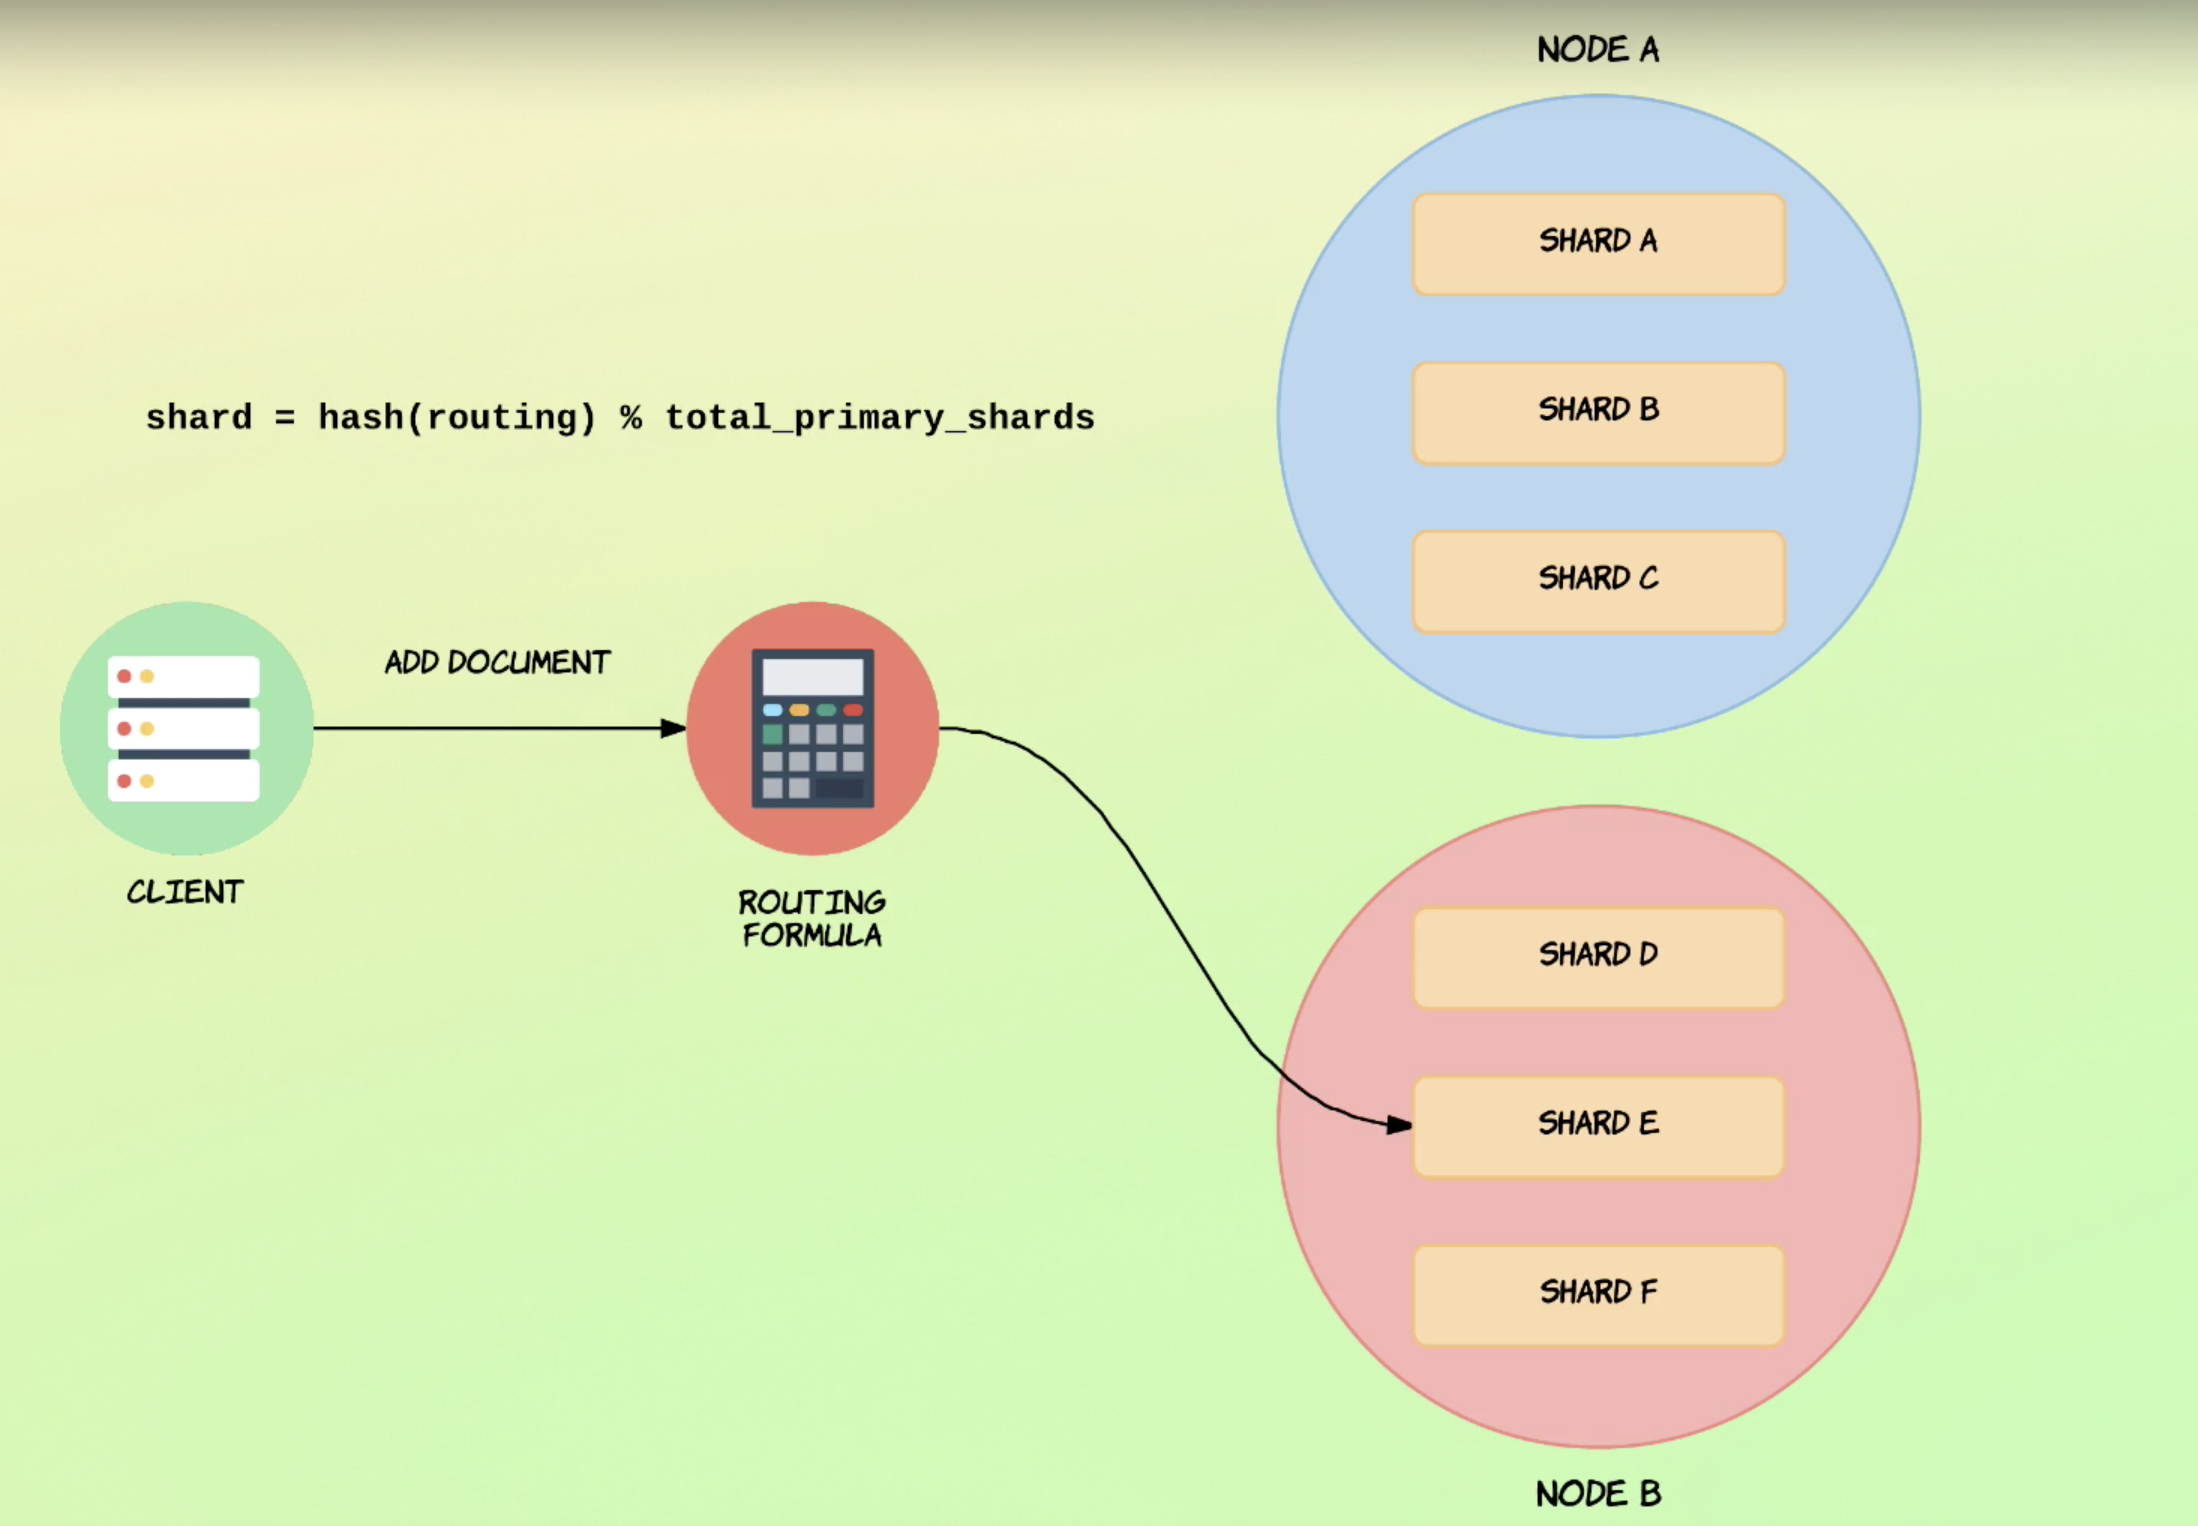 NODE A
SHARD A
SHARD B
shard = hash(routing) % total_primary_shards
SHARD C
ADD DOCUMENT
CLIENT
ROUTING
FORMULA
SHARD D
SHARD E
SHARD F
NODE B